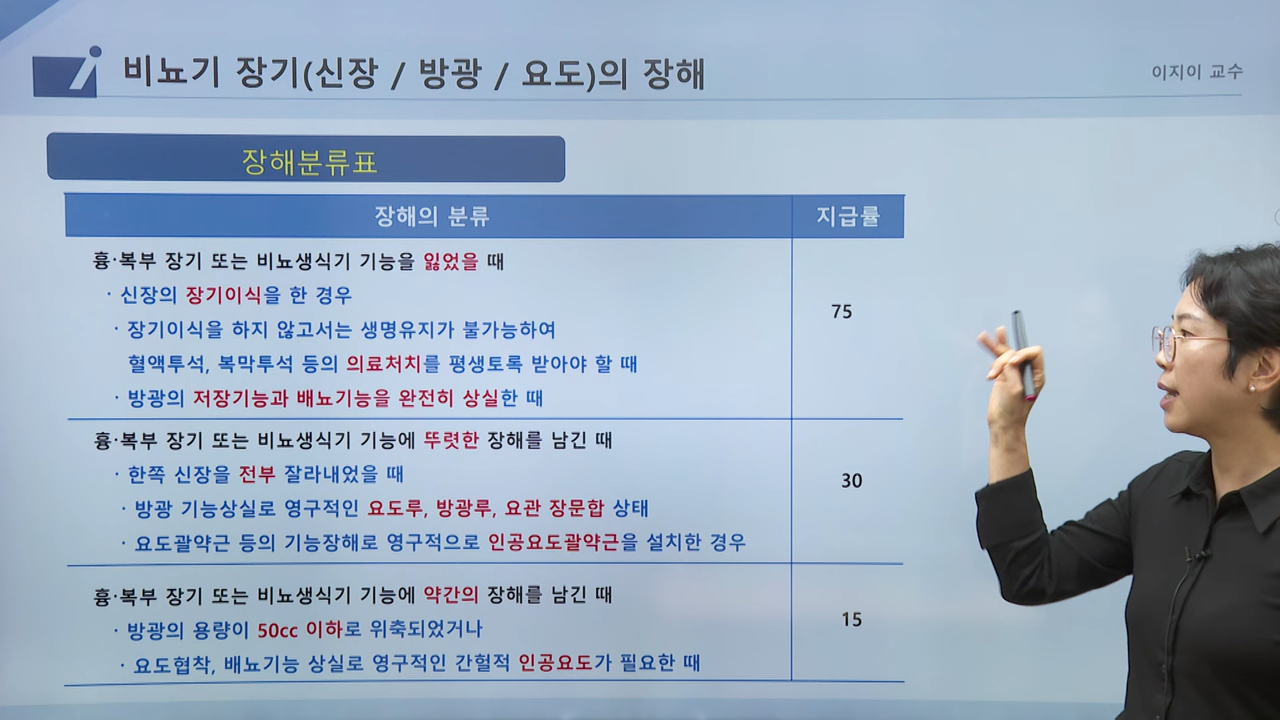 비뇨기 장기(신장 / 방광 / 요도)의 장해
이지이 교수
장해분류표
장해의 분류
지급률
흉·복부 장기 또는 비뇨생식기 기능을 잃었을 때
· 신장의 장기이식을 한 경우
· 장기이식을 하지 않고서는 생명유지가 불가능하여
혈액투석, 복막투석 등의 의료처치를 평생토록 받아야 할 때
· 방광의 저장기능과 배뇨기능을 완전히 상실한 때
75
흉·복부 장기 또는 비뇨생식기 기능에 뚜렷한 장해를 남긴 때
· 한쪽 신장을 전부 잘라내었을 때
· 방광 기능상실로 영구적인 요도루, 방광루, 요관 장문합 상태
· 요도괄약근 등의 기능장해로 영구적으로 인공요도괄약근을 설치한 경우
30
흉·복부 장기 또는 비뇨생식기 기능에 약간의 장해를 남긴 때
· 방광의 용량이 50cc 이하로 위축되었거나
· 요도협착, 배뇨기능 상실로 영구적인 간헐적 인공요도가 필요한 때
15